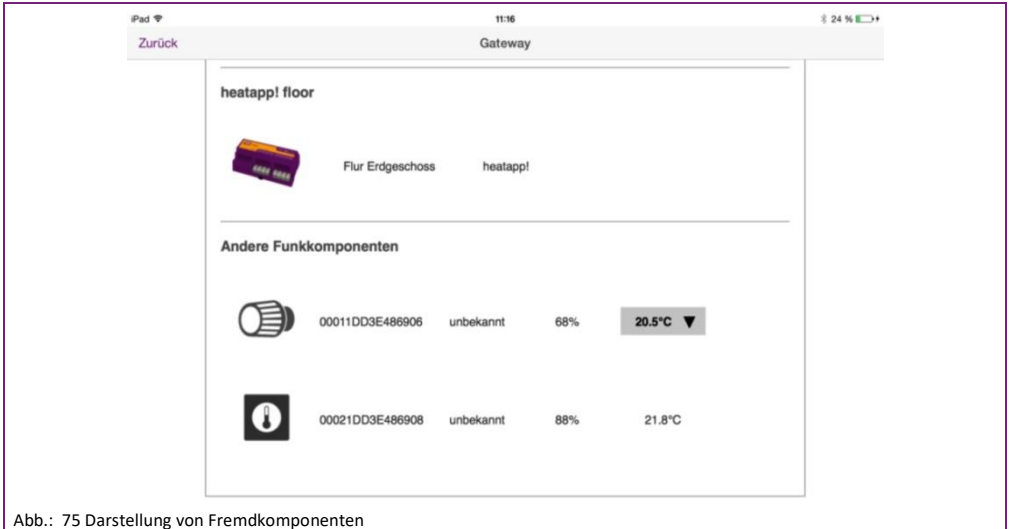 iPad 11:16 24 %
Zurück Gateway
heatapp! floor
Flur Erdgeschoss heatapp!
Andere Funkkomponenten
00011DD3E486906 unbekannt 68% 20.5°C ▼
00021DD3E486908 unbekannt 88% 21.8°C
Abb.: 75 Darstellung von Fremdkomponenten